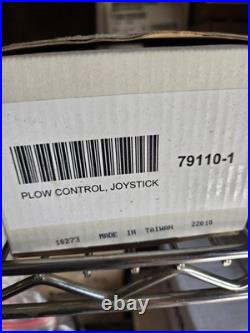 79110-1
PLOW CONTROL, JOYSTICK
16273 MADE IN TAIWAN 22010